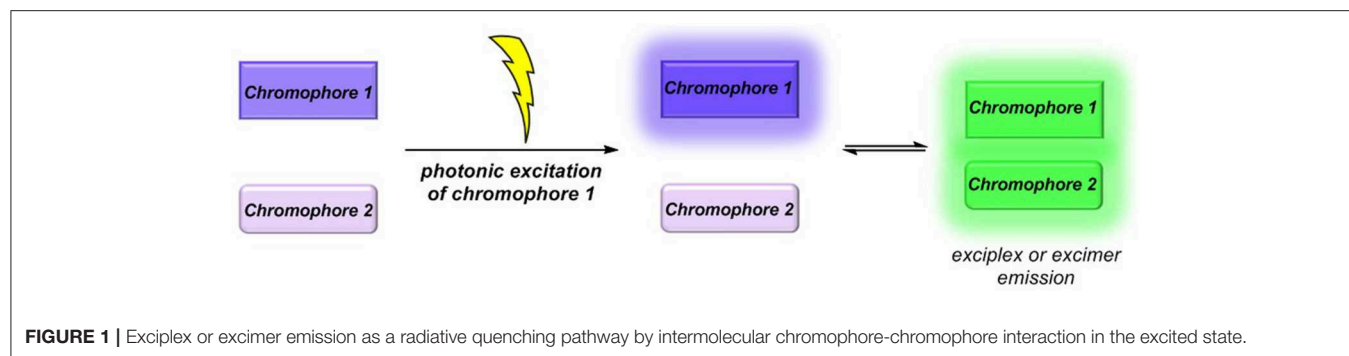 Chromophore 1
Chromophore 2
photonic excitation
of chromophore 1
Chromophore 1
Chromophore 2
Chromophore 1
Chromophore 2
exciplex or excimer
emission
FIGURE 1 | Exciplex or excimer emission as a radiative quenching pathway by intermolecular chromophore-chromophore interaction in the excited state.